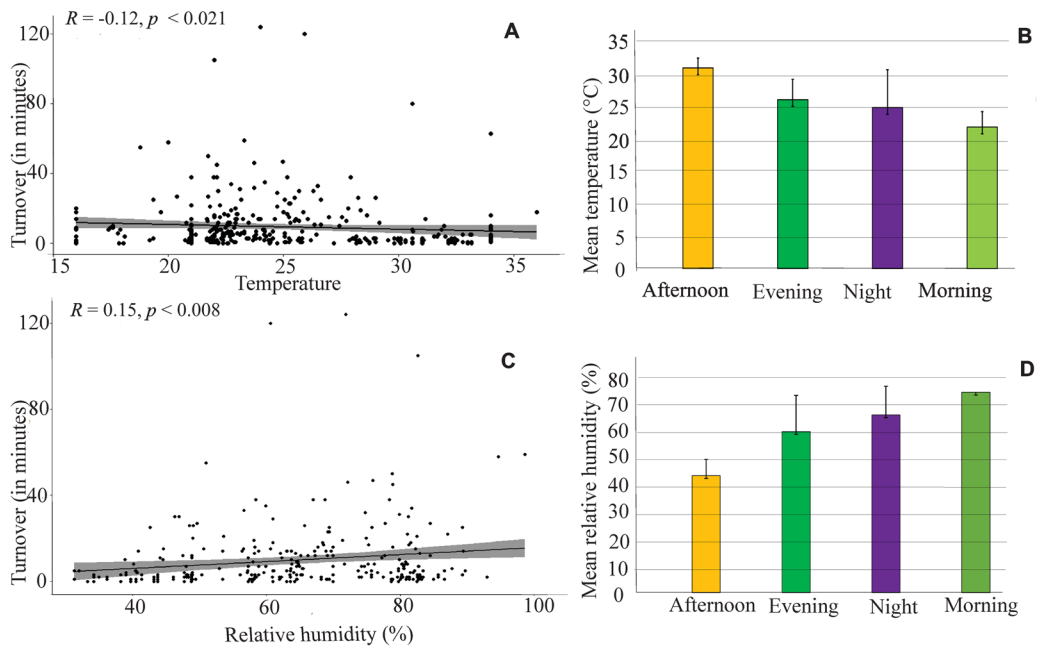 R = -0.12, p < 0.021
A
Turnover (in minutes)
120
80
40
0
15 20 25 30 35
Temperature
B
Mean temperature (°C)
35
30
25
20
15
10
5
0
Afternoon Evening Night Morning
R = 0.15, p < 0.008
C
Turnover (in minutes)
120
80
40
0
40 60 80 100
Relative humidity (%)
D
Mean relative humidity (%)
80
70
60
50
40
30
20
10
0
Afternoon Evening Night Morning